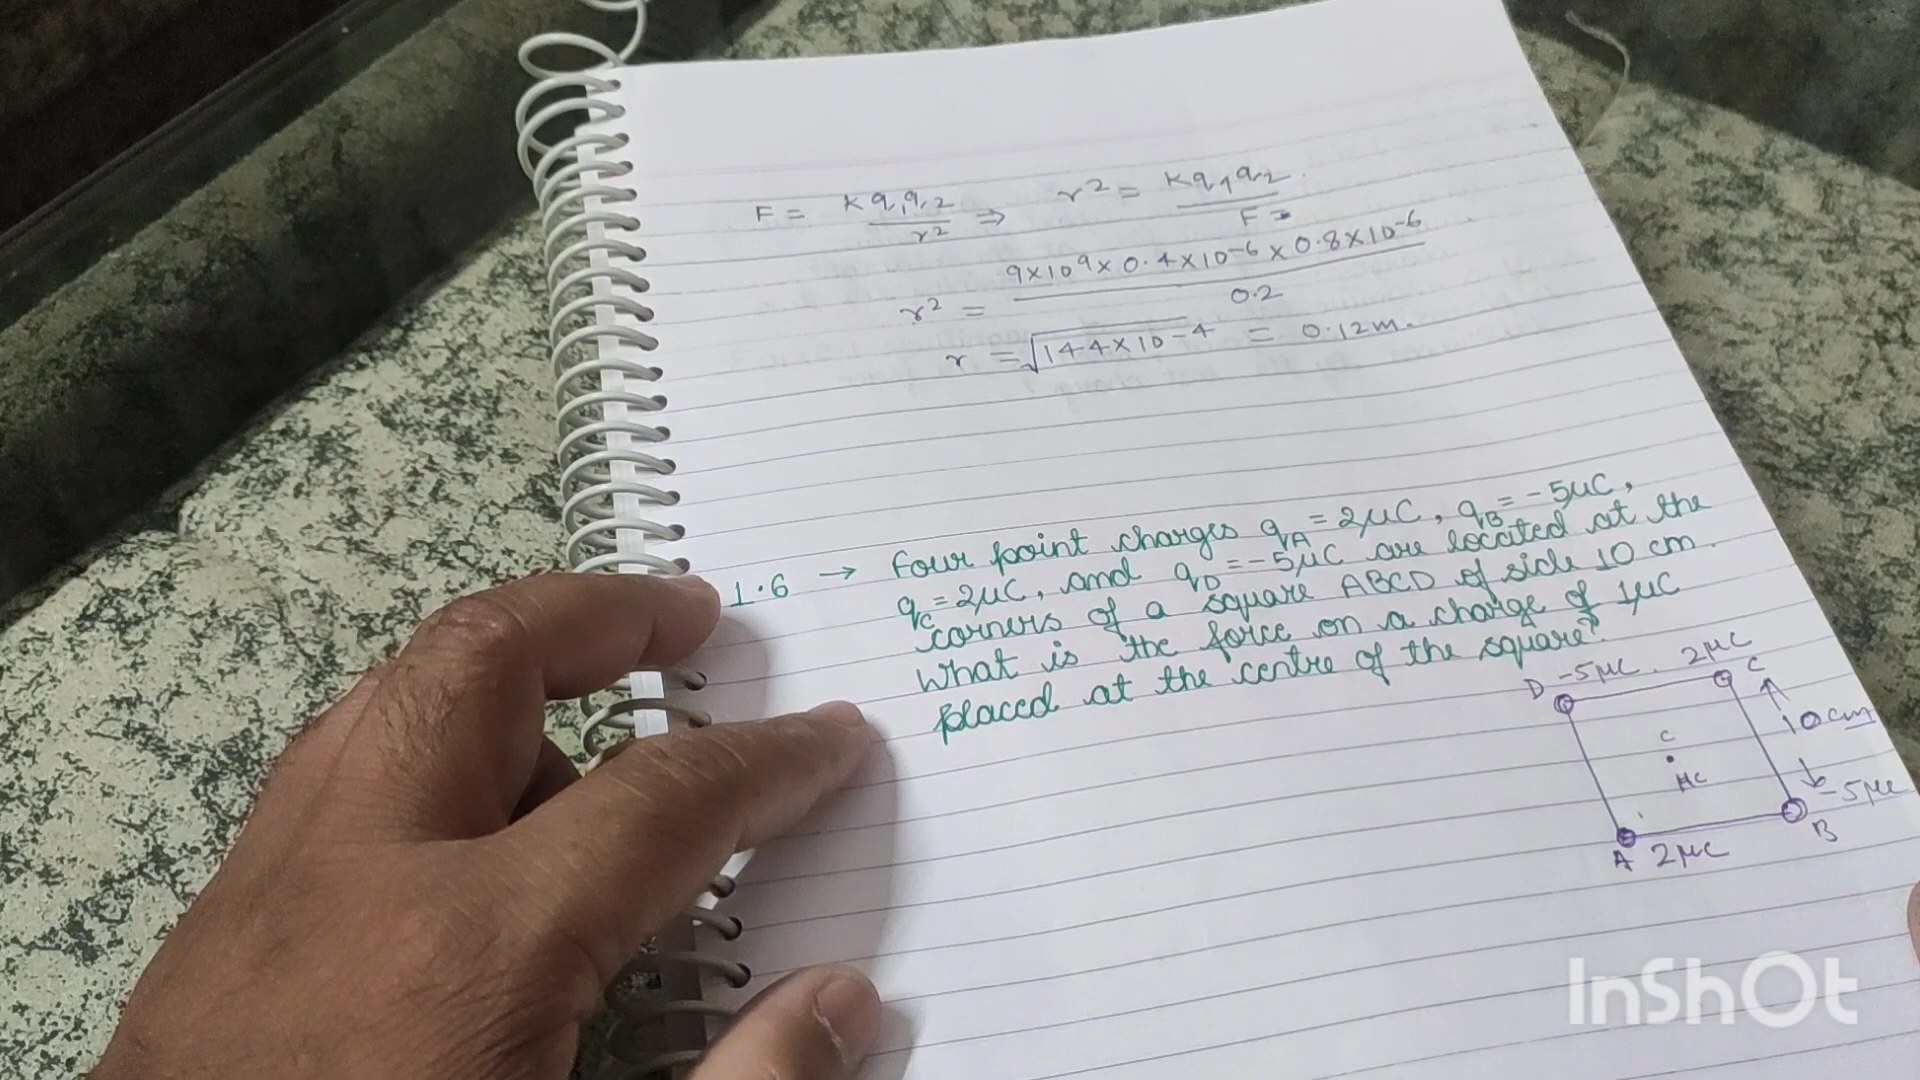 F = Kq1q2 / r2 ⇒ r2 = Kq1q2 / F
r2 = 9×10^9×0.4×10-6×0.8×10-6 / 0.2
r = √144×10-4 = 0.12m.
1.6 → Four point charges qA = 2μC, qB = -5μC,
qC = 2μC, and qD = -5μC are located at the
corners of a square ABCD of side 10 cm.
What is the force on a charge of 1μC
placed at the centre of the square?
D -5μC. 2μC C
10cm
C
μC
-5μC
B
A 2μC
InShOt